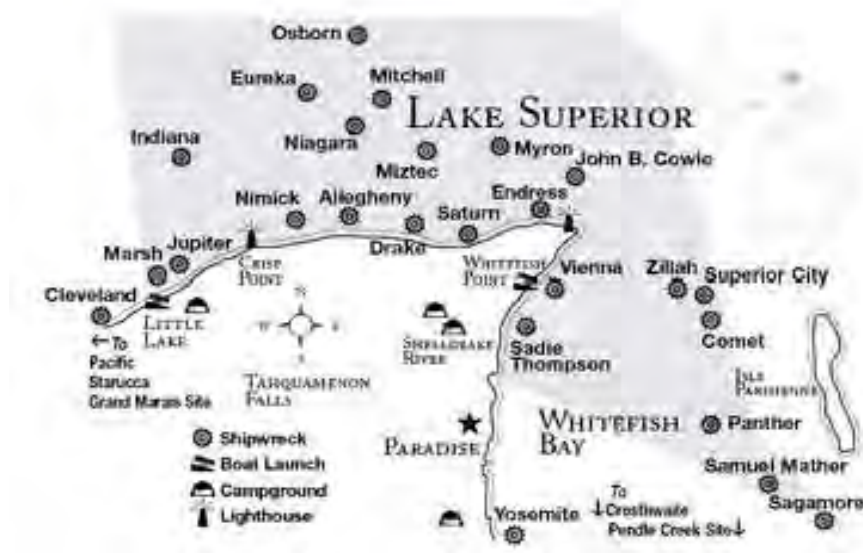 Osborn
Eureka
Mitchell
LAKE SUPERIOR
Indiana
Niagara
Myron
Miztec
John B. Cowle
Nimick
Allegheny
Endress
Saturn
Drake
Marsh
Jupiter
CRISP
POINT
WHITEFISH
POINT
Vienna
Zillah
Superior City
Cleveland
LITTLE
LAKE
N
W
E
S
SHELLDRAKE
RIVER
Sadie
Thompson
Comet
←To
Pacific
Starucca
Grand Marais Site
TAHQUAMENON
FALLS
ISLE
PARISIENNE
Shipwreck
Boat Launch
Campground
Lighthouse
PARADISE
WHITEFISH
BAY
Panther
Samuel Mather
Sagamore
Yosemite
To
↓Crosthwaite
Pendle Creek Site↓